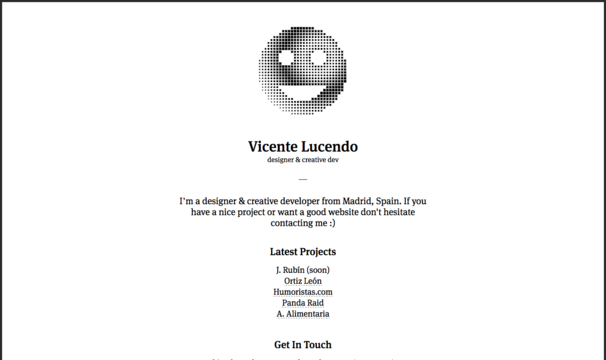 Vicente Lucendo
designer & creative dev
—
I'm a designer & creative developer from Madrid, Spain. If you
have a nice project or want a good website don't hesitate
contacting me :)
Latest Projects
J. Rubín (soon)
Ortiz León
Humoristas.com
Panda Raid
A. Alimentaria
Get In Touch